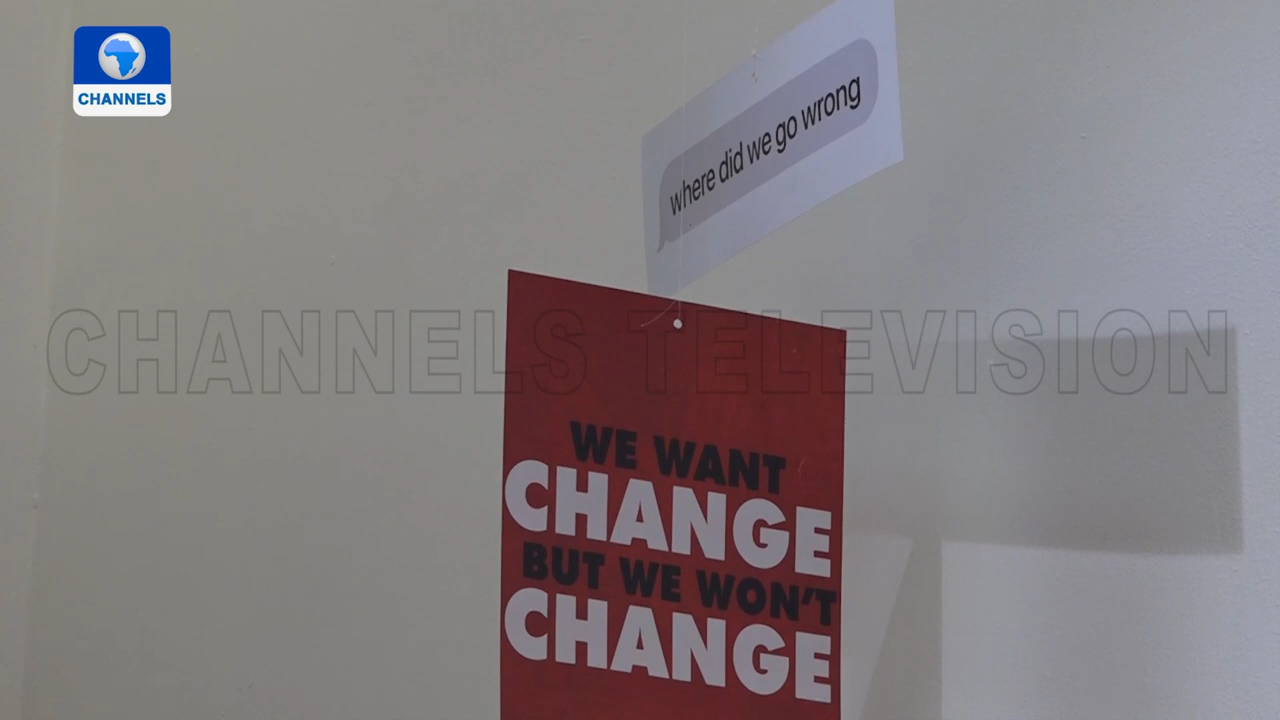 CHANNELS
where did we go wrong
CHANNELS TELEVISION
WE WANT
CHANGE
BUT WE WON'T
CHANGE